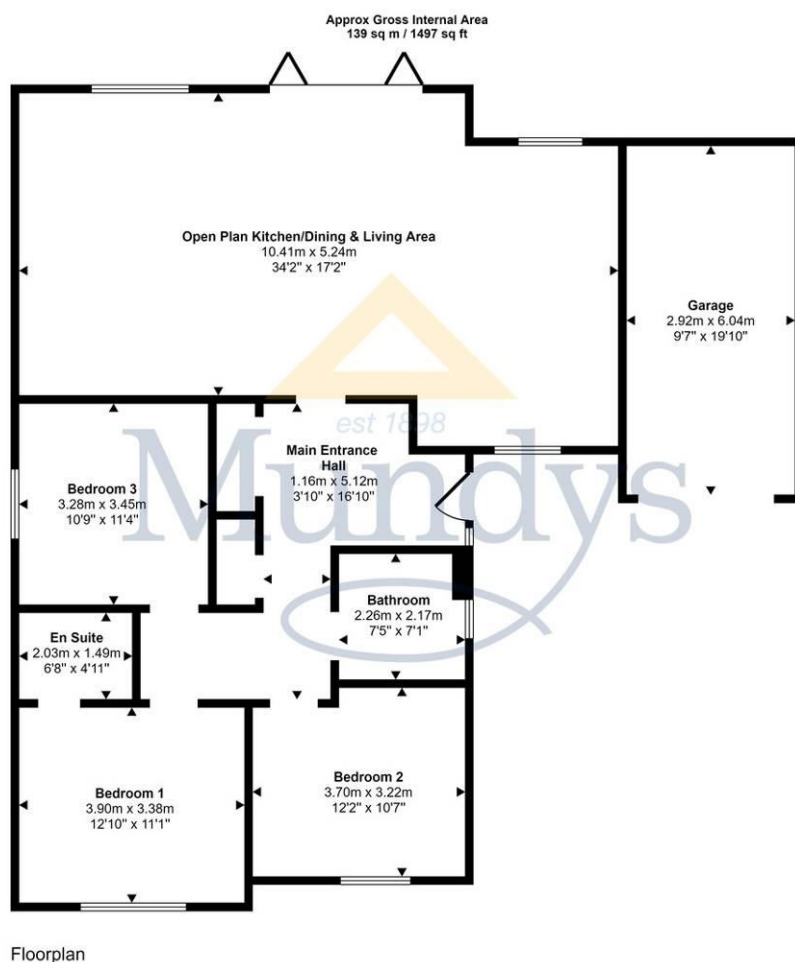 Approx Gross Internal Area
139 sq m / 1497 sq ft
Open Plan Kitchen/Dining & Living Area
10.41m x 5.24m
34'2" x 17'2"
Garage
2.92m x 6.04m
9'7" x 19'10"
est 1898
Mundys
Main Entrance
Hall
1.16m x 5.12m
3'10" x 16'10"
Bedroom 3
3.28m x 3.45m
10'9" x 11'4"
Bathroom
2.26m x 2.17m
7'5" x 7'1"
En Suite
2.03m x 1.49m
6'8" x 4'11"
Bedroom 1
3.90m x 3.38m
12'10" x 11'1"
Bedroom 2
3.70m x 3.22m
12'2" x 10'7"
Floorplan